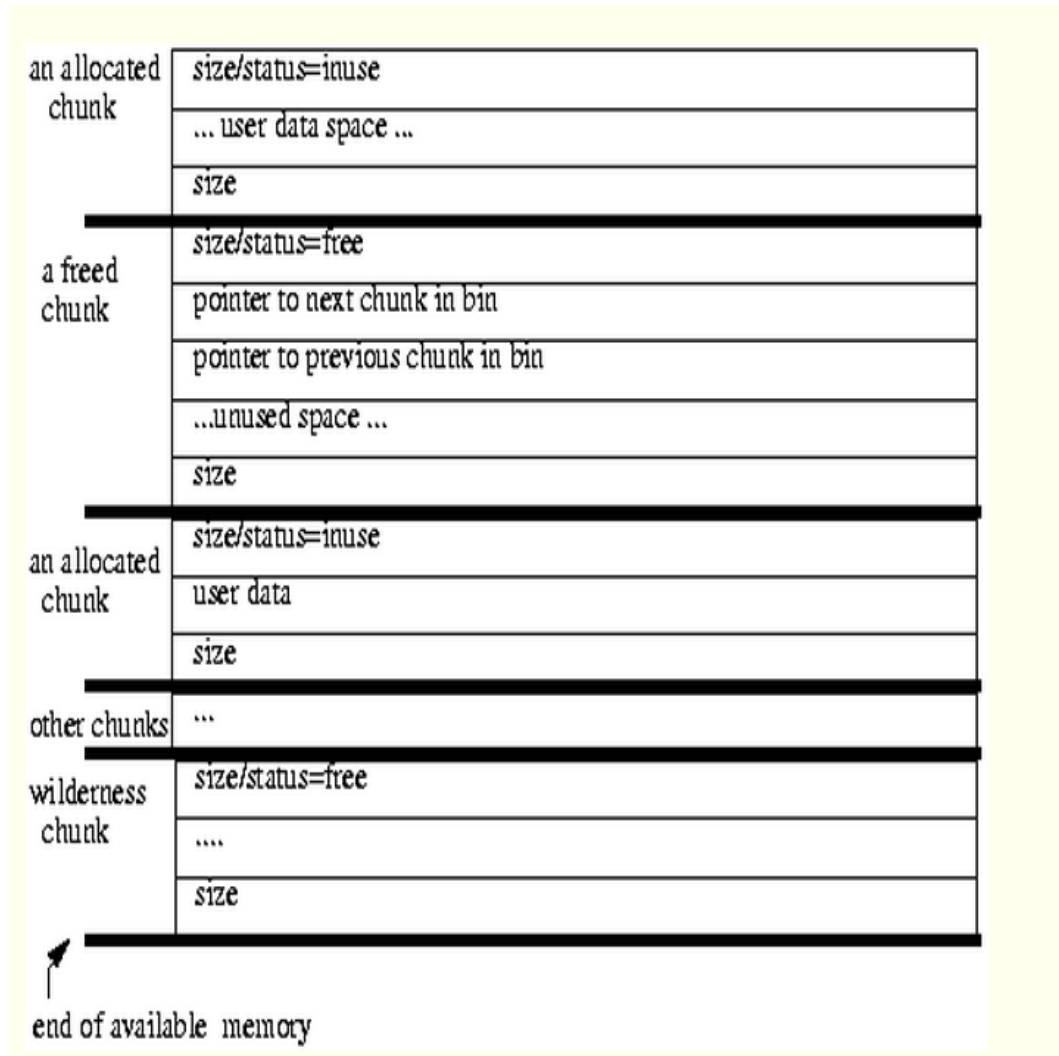 an allocated
chunk
size/status=inuse
... user data space ...
size
a freed
chunk
size/status=free
pointer to next chunk in bin
pointer to previous chunk in bin
...unused space ...
size
an allocated
chunk
size/status=inuse
user data
size
other chunks
...
wilderness
chunk
size/status=free
....
size
end of available memory